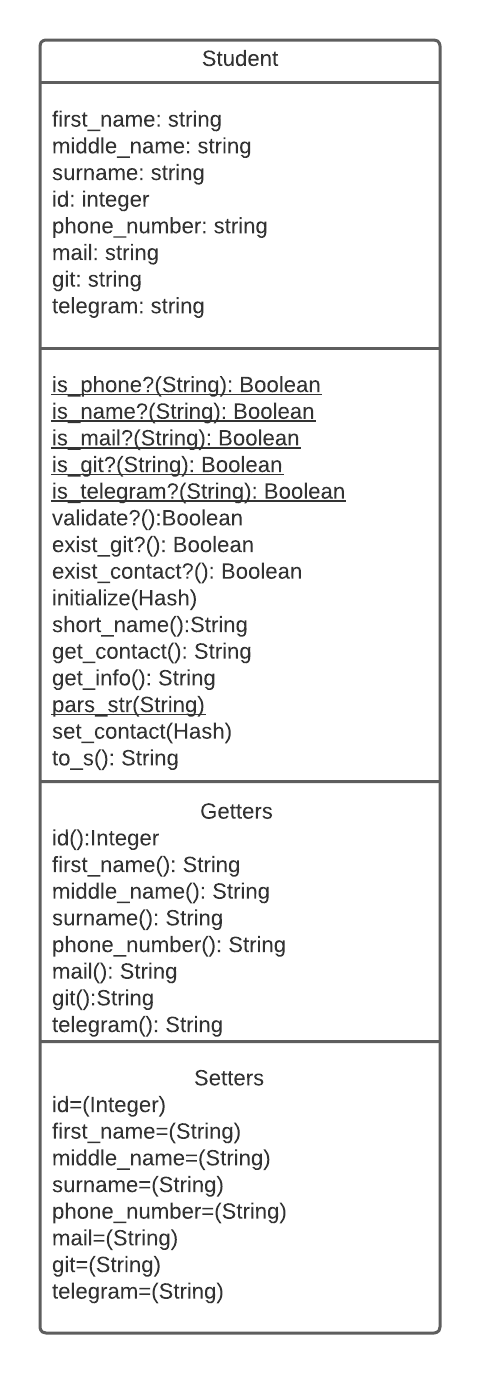 Student
first_name: string
middle_name: string
surname: string
id: integer
phone_number: string
mail: string
git: string
telegram: string
is_phone?(String): Boolean
is_name?(String): Boolean
is_mail?(String): Boolean
is_git?(String): Boolean
is_telegram?(String): Boolean
validate?():Boolean
exist_git?(): Boolean
exist_contact?(): Boolean
initialize(Hash)
short_name():String
get_contact(): String
get_info(): String
pars_str(String)
set_contact(Hash)
to_s(): String
Getters
id():Integer
first_name(): String
middle_name(): String
surname(): String
phone_number(): String
mail(): String
git():String
telegram(): String
Setters
id=(Integer)
first_name=(String)
middle_name=(String)
surname=(String)
phone_number=(String)
mail=(String)
git=(String)
telegram=(String)